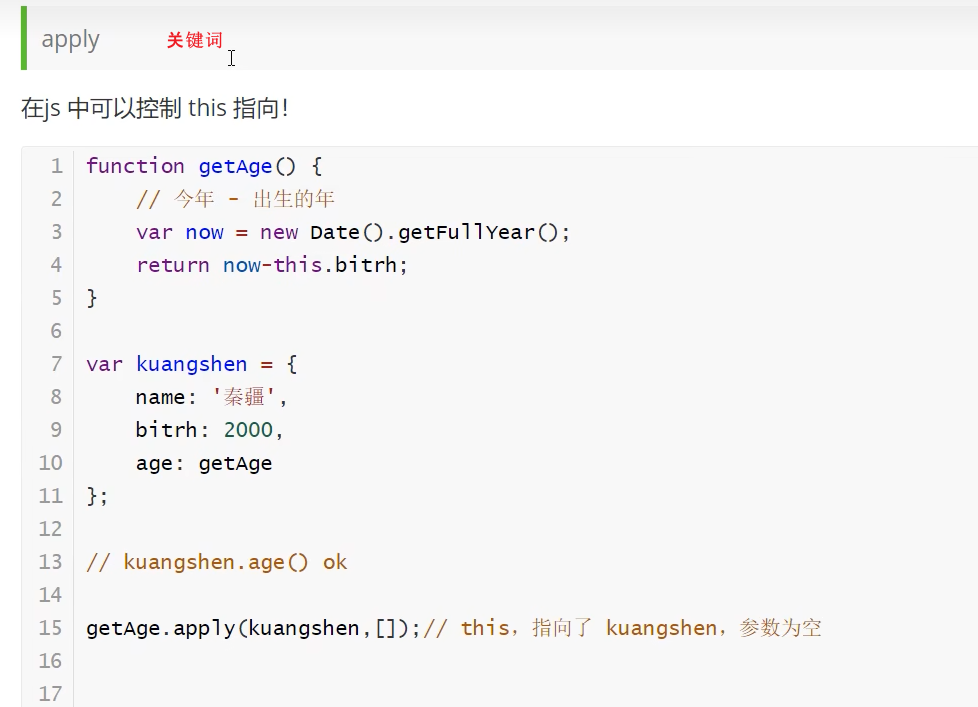 apply 关键词
在js 中可以控制 this 指向！
1 function getAge() {
2 // 今年 - 出生的年
3 var now = new Date().getFullYear();
4 return now-this.bitrh;
5 }
6
7 var kuangshen = {
8 name: '秦疆',
9 bitrh: 2000,
10 age: getAge
11 };
12
13 // kuangshen.age() ok
14
15 getAge.apply(kuangshen,[]);// this，指向了 kuangshen，参数为空
16
17